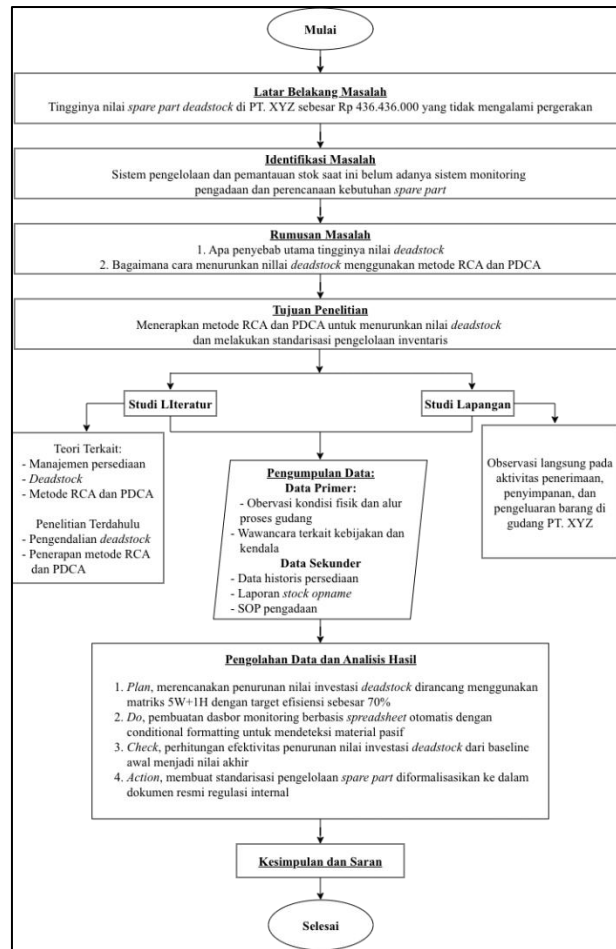 Mulai
Latar Belakang Masalah
Tingginya nilai spare part deadstock di PT. XYZ sebesar Rp 436.436.000 yang tidak mengalami pergerakan
Identifikasi Masalah
Sistem pengelolaan dan pemantauan stok saat ini belum adanya sistem monitoring
pengadaan dan perencanaan kebutuhan spare part
Rumusan Masalah
1. Apa penyebab utama tingginya nilai deadstock
2. Bagaimana cara menurunkan nillai deadstock menggunakan metode RCA dan PDCA
Tujuan Penelitian
Menerapkan metode RCA dan PDCA untuk menurunkan nilai deadstock
dan melakukan standarisasi pengelolaan inventaris
Studi LIteratur
Studi Lapangan
Teori Terkait:
- Manajemen persediaan
- Deadstock
- Metode RCA dan PDCA
Penelitian Terdahulu
- Pengendalian deadstock
- Penerapan metode RCA
dan PDCA
Pengumpulan Data:
Data Primer:
- Obervasi kondisi fisik dan alur
proses gudang
- Wawancara terkait kebijakan dan
kendala
Data Sekunder
- Data historis persediaan
- Laporan stock opname
- SOP pengadaan
Observasi langsung pada
aktivitas penerimaan,
penyimpanan, dan
pengeluaran barang di
gudang PT. XYZ
Pengolahan Data dan Analisis Hasil
1. Plan, merencanakan penurunan nilai investasi deadstock dirancang menggunakan
matriks 5W+1H dengan target efisiensi sebesar 70%
2. Do, pembuatan dasbor monitoring berbasis spreadsheet otomatis dengan
conditional formatting untuk mendeteksi material pasif
3. Check, perhitungan efektivitas penurunan nilai investasi deadstock dari baseline
awal menjadi nilai akhir
4. Action, membuat standarisasi pengelolaan spare part diformalisasikan ke dalam
dokumen resmi regulasi internal
Kesimpulan dan Saran
Selesai